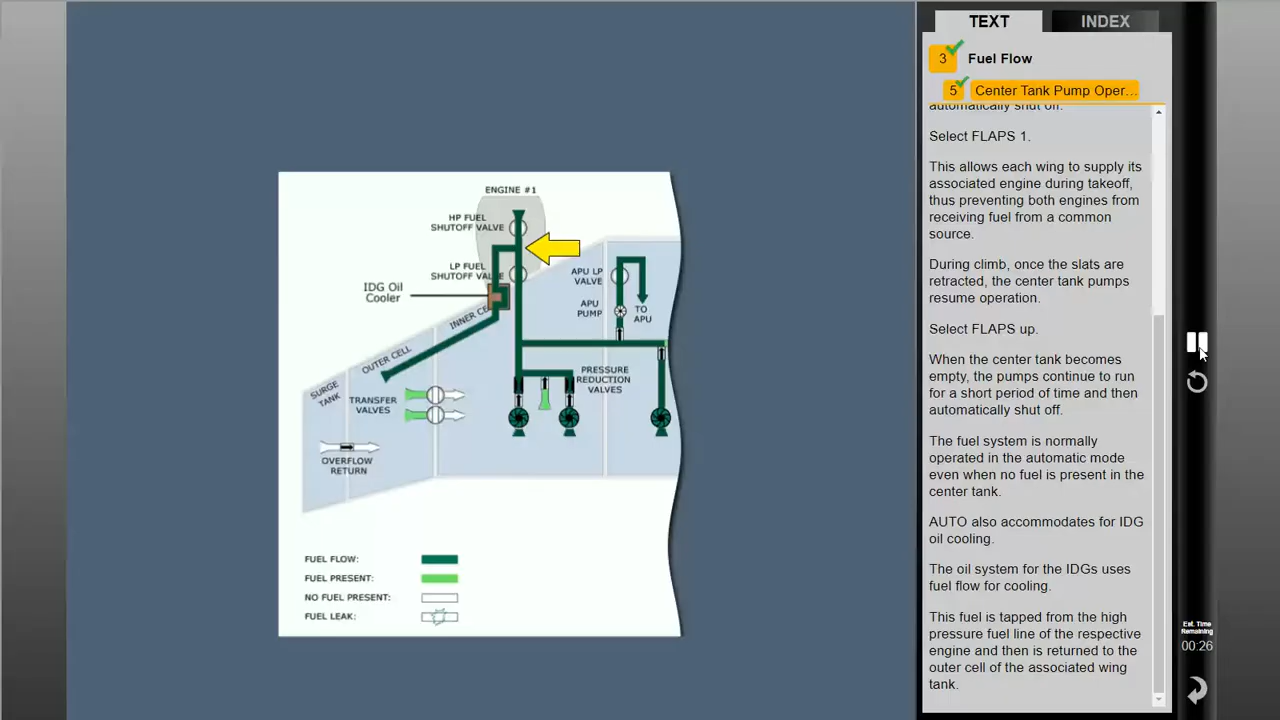 TEXT
INDEX
3
Fuel Flow
5
Center Tank Pump Oper...
automatically shut off.
Select FLAPS 1.
This allows each wing to supply its
associated engine during takeoff,
thus preventing both engines from
receiving fuel from a common
source.
During climb, once the slats are
retracted, the center tank pumps
resume operation.
Select FLAPS up.
When the center tank becomes
empty, the pumps continue to run
for a short period of time and then
automatically shut off.
The fuel system is normally
operated in the automatic mode
even when no fuel is present in the
center tank.
AUTO also accommodates for IDG
oil cooling.
The oil system for the IDGs uses
fuel flow for cooling.
This fuel is tapped from the high
pressure fuel line of the respective
engine and then is returned to the
outer cell of the associated wing
tank.
ENGINE #1
HP FUEL
SHUTOFF VALVE
LP FUEL
SHUTOFF VALVE
IDG Oil
Cooler
APU LP
VALVE
APU
PUMP
TO
APU
INNER CE
OUTER CELL
SURGE
TANK
TRANSFER
VALVES
PRESSURE
REDUCTION
VALVES
OVERFLOW
RETURN
FUEL FLOW:
FUEL PRESENT:
NO FUEL PRESENT:
FUEL LEAK:
Est. Time
Remaining
00:26